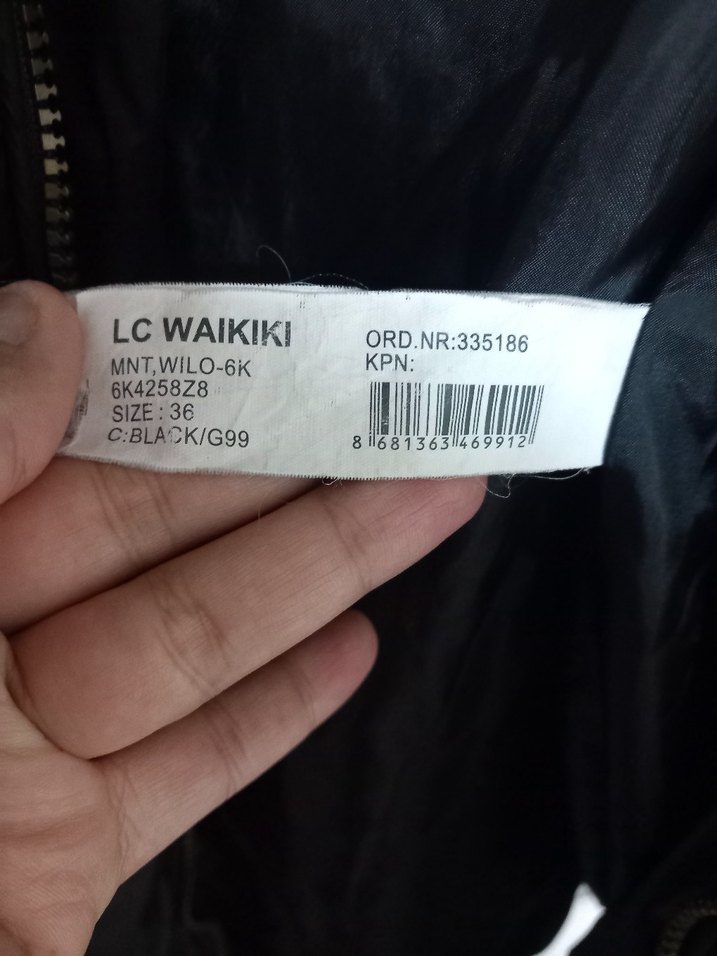 LC WAIKIKI
MNT,WILO-6K
6K4258Z8
SIZE : 36
C:BLACK/G99
ORD.NR:335186
KPN:
8 681363 469912